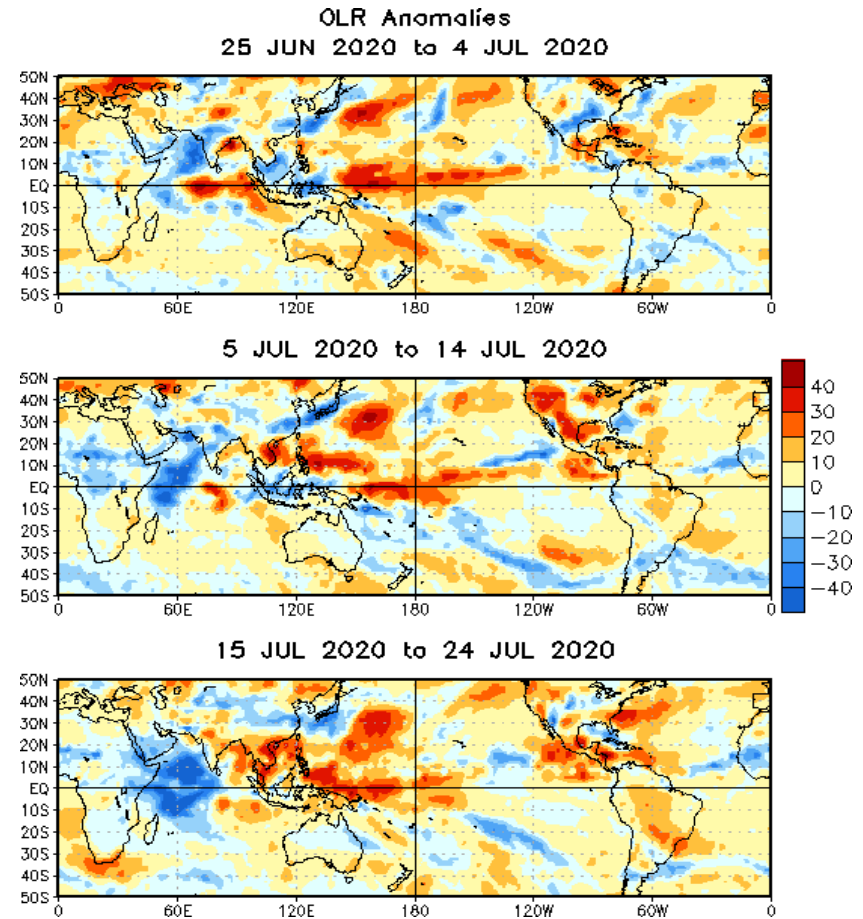 OLR Anomalies
25 JUN 2020 to 4 JUL 2020
50N
40N
30N
20N
10N
EQ
10S
20S
30S
40S
50S
0 60E 120E 180 120W 60W 0
5 JUL 2020 to 14 JUL 2020
50N
40N
30N
20N
10N
EQ
10S
20S
30S
40S
50S
0 60E 120E 180 120W 60W 0
40
30
20
10
0
-10
-20
-30
-40
15 JUL 2020 to 24 JUL 2020
50N
40N
30N
20N
10N
EQ
10S
20S
30S
40S
50S
0 60E 120E 180 120W 60W 0